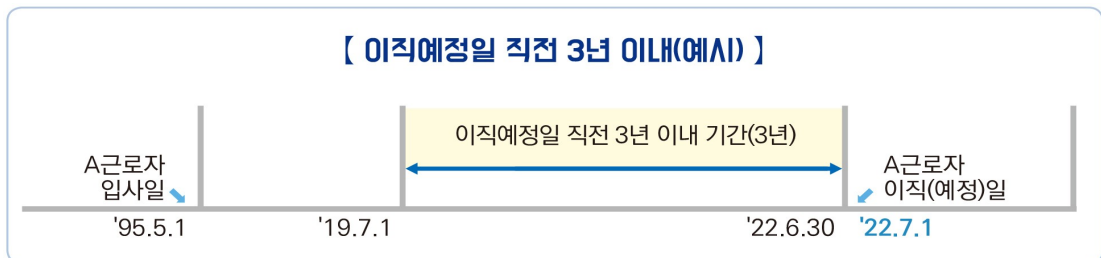 【 이직예정일 직전 3년 이내(예시) 】
이직예정일 직전 3년 이내 기간(3년)
A근로자
입사일
A근로자
이직(예정)일
'95.5.1
'19.7.1
'22.6.30
'22.7.1